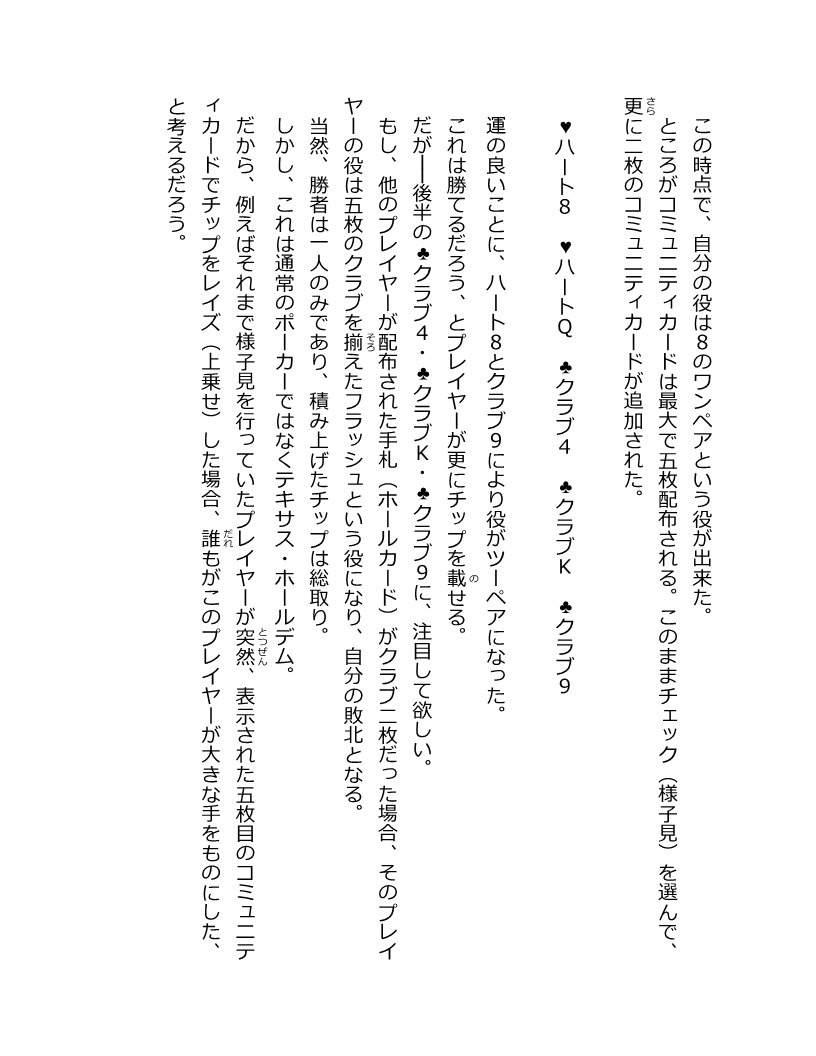 この時点で、自分の役は8のワンペアという役が出来た。
ところがコミュニティカードは最大で五枚配布される。このままチェック（様子見）を選んで、
更に二枚のコミュニティカードが追加された。
♥ハート8　♥ハートQ　♣クラブ4　♣クラブK　♣クラブ9
運の良いことに、ハート8とクラブ9により役がツーペアになった。
これは勝てるだろう、とプレイヤーが更にチップを載せる。
だが――後半の♣クラブ4・♣クラブK・♣クラブ9に、注目して欲しい。
もし、他のプレイヤーが配布された手札（ホールカード）がクラブ二枚だった場合、そのプレイ
ヤーの役は五枚のクラブを揃えたフラッシュという役になり、自分の敗北となる。
当然、勝者は一人のみであり、積み上げたチップは総取り。
しかし、これは通常のポーカーではなくテキサス・ホールデム。
だから、例えばそれまで様子見を行っていたプレイヤーが突然、表示された五枚目のコミュニテ
ィカードでチップをレイズ（上乗せ）した場合、誰もがこのプレイヤーが大きな手をものにした、
と考えるだろう。